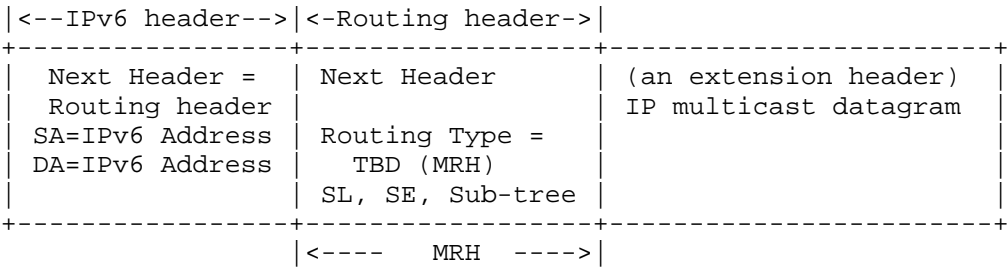 |<--IPv6 header-->|<-Routing header->|
+-----------------+------------------+------------------------+
|  Next Header =  | Next Header      | (an extension header)  |
|  Routing header |                  | IP multicast datagram  |
| SA=IPv6 Address | Routing Type =   |                        |
| DA=IPv6 Address |   TBD (MRH)      |                        |
|                 | SL, SE, Sub-tree |                        |
+-----------------+------------------+------------------------+
                  |<----  MRH  ---->|